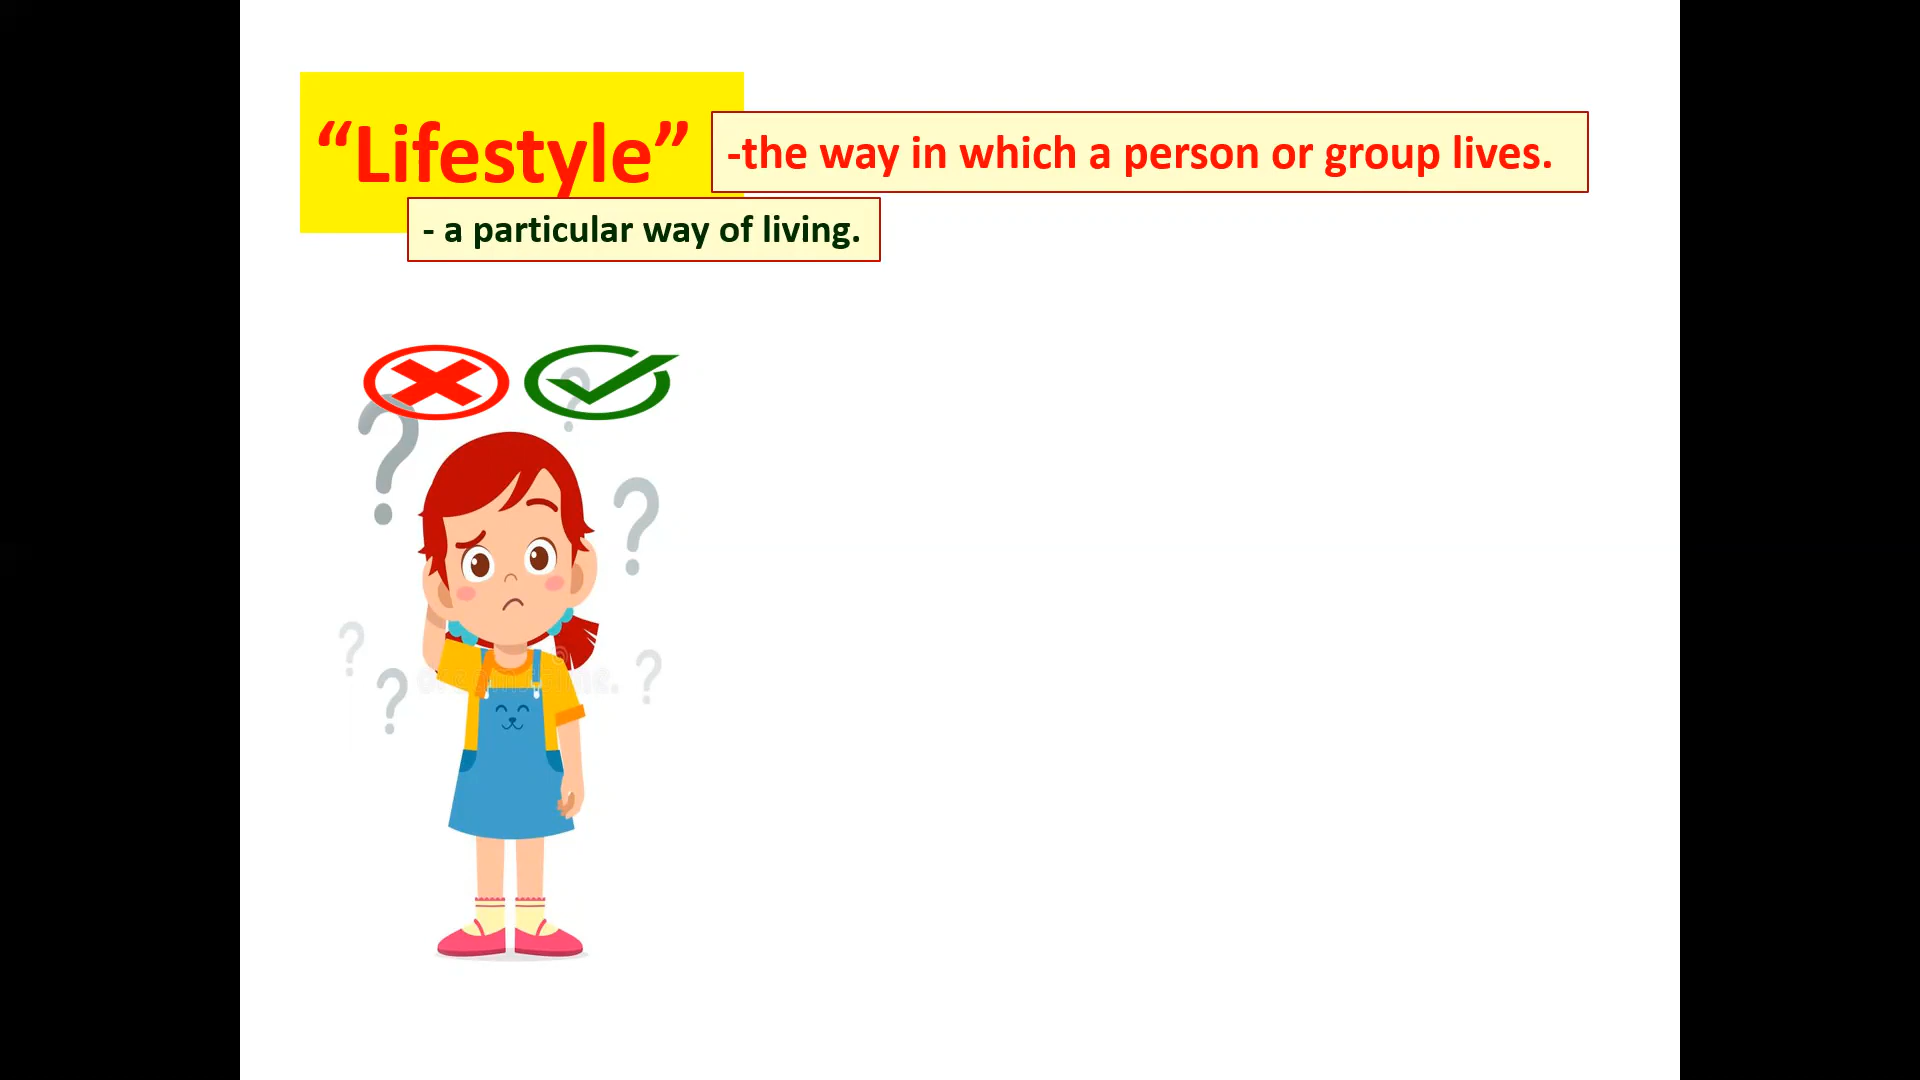 “Lifestyle”
-the way in which a person or group lives.
- a particular way of living.
?
?
?
?
?
?